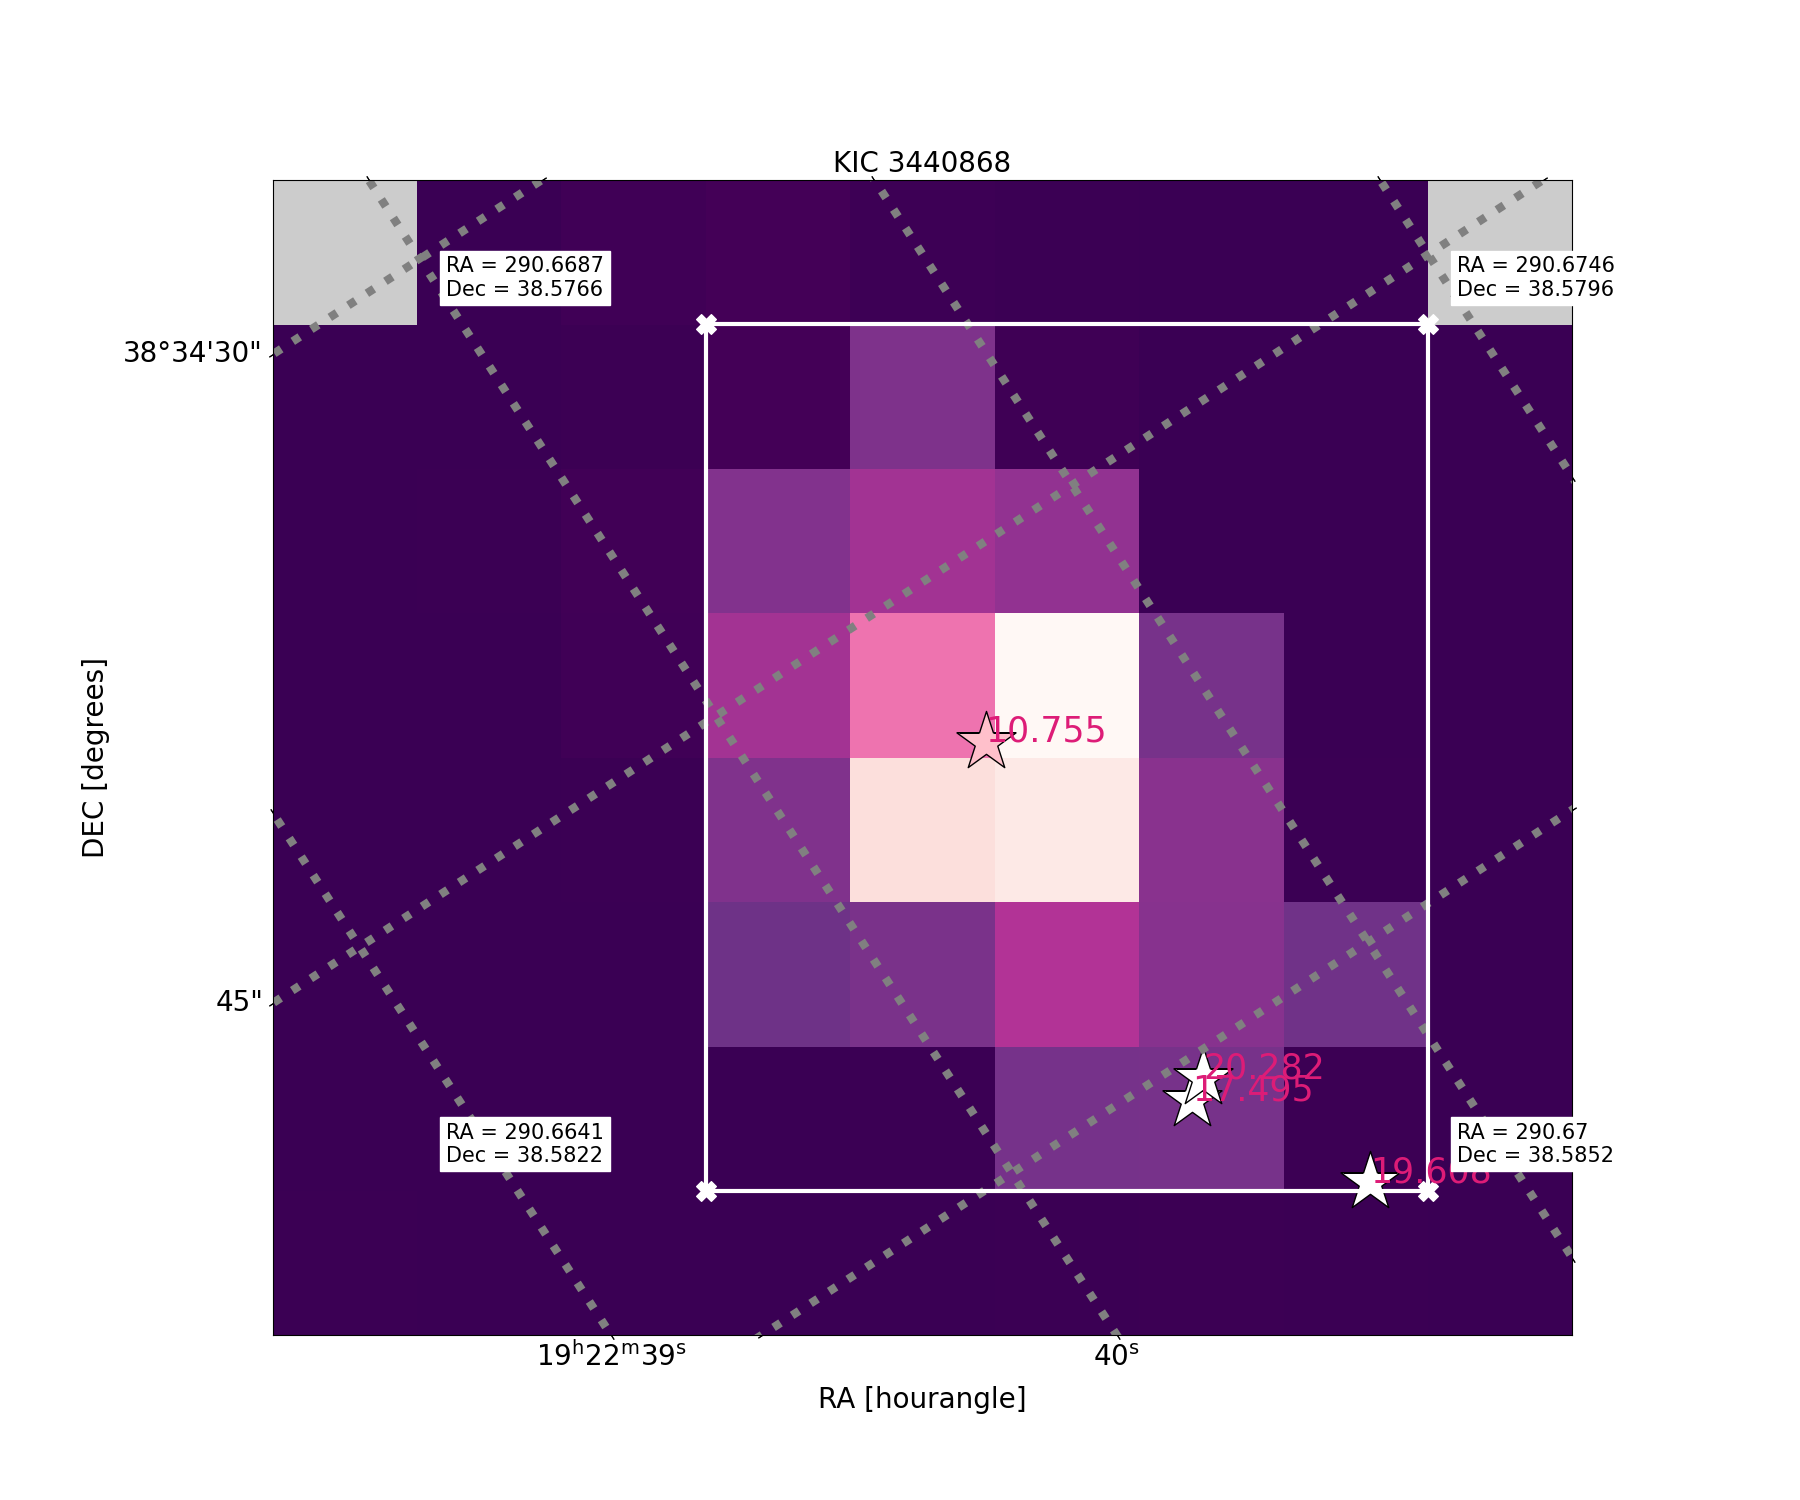 KIC 3440868
RA = 290.6687
Dec = 38.5766
RA = 290.6746
Dec = 38.5796
38°34'30"
10.755
DEC [degrees]
45"
20.282
17.495
RA = 290.6641
Dec = 38.5822
RA = 290.67
Dec = 38.5852
19.608
19ʰ22ᵐ39ˢ
40ˢ
RA [hourangle]